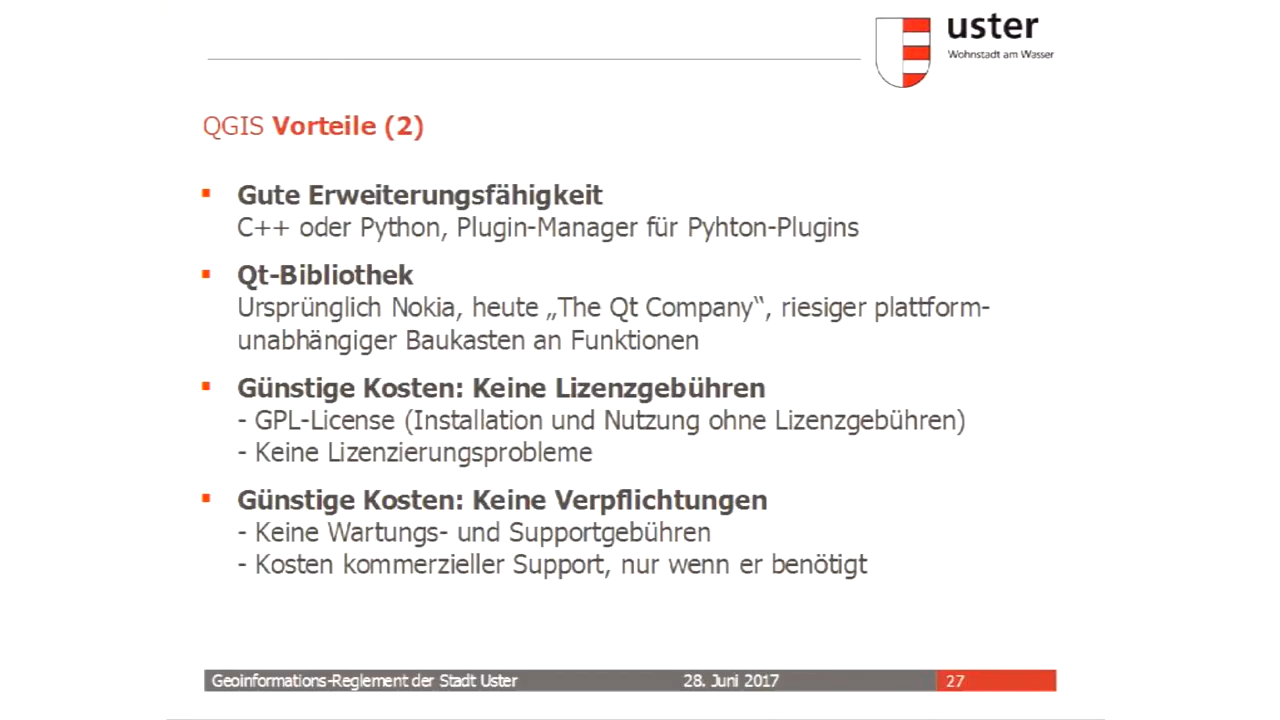 uster
Wohnstadt am Wasser
QGIS Vorteile (2)
▪ Gute Erweiterungsfähigkeit
C++ oder Python, Plugin-Manager für Pyhton-Plugins
▪ Qt-Bibliothek
Ursprünglich Nokia, heute „The Qt Company“, riesiger plattform-
unabhängiger Baukasten an Funktionen
▪ Günstige Kosten: Keine Lizenzgebühren
- GPL-License (Installation und Nutzung ohne Lizenzgebühren)
- Keine Lizenzierungsprobleme
▪ Günstige Kosten: Keine Verpflichtungen
- Keine Wartungs- und Supportgebühren
- Kosten kommerzieller Support, nur wenn er benötigt
Geoinformations-Reglement der Stadt Uster 28. Juni 2017 27